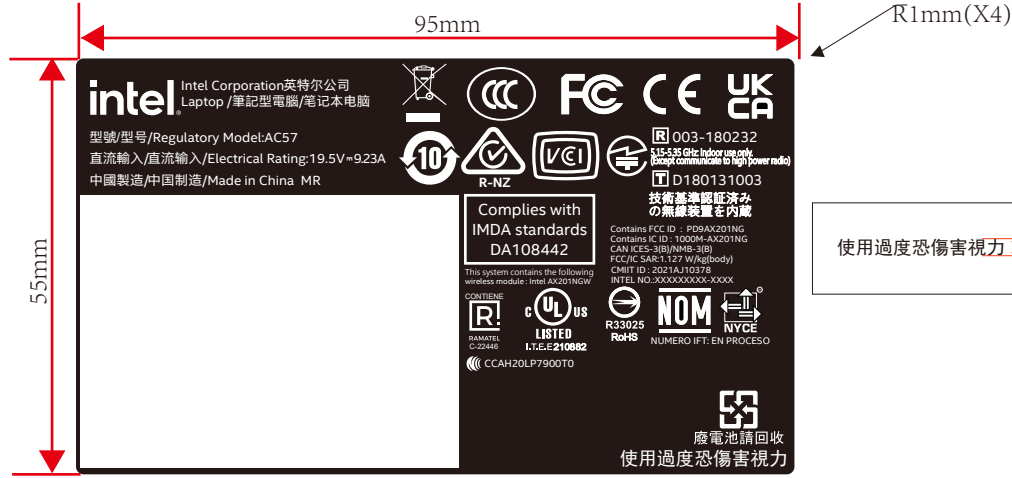 95mm
R1mm(X4)
55mm
intel.
Intel Corporation英特尔公司
Laptop /筆記型電腦/笔记本电脑
型號/型号/Regulatory Model:AC57
直流輸入/直流输入/Electrical Rating:19.5V⎓9.23A
中國製造/中国制造/Made in China  MR
CCC
FC
CE
UK
CA
10
R-NZ
VCI
R 003-180232
5.15-5.35 GHz: Indoor use only.
(Except communicate to high power radio)
T D180131003
技術基準認証済み
の無線装置を内蔵
Complies with
IMDA standards
DA108442
This system contains the following
wireless module : Intel AX201NGW
Contains FCC ID : PD9AX201NG
Contains IC ID : 1000M-AX201NG
CAN ICES-3(B)/NMB-3(B)
FCC/IC SAR:1.127 W/kg(body)
CMIIT ID : 2021AJ10378
INTEL NO.:XXXXXXXXX-XXXX
CONTIENE
R!
RAMATEL
C-22446
C UL US
LISTED
I.T.E.E210882
R33025
RoHS
NOM
NYCE
NUMERO IFT: EN PROCESO
CCAH20LP7900T0
廢電池請回收
使用過度恐傷害視力
使用過度恐傷害視力